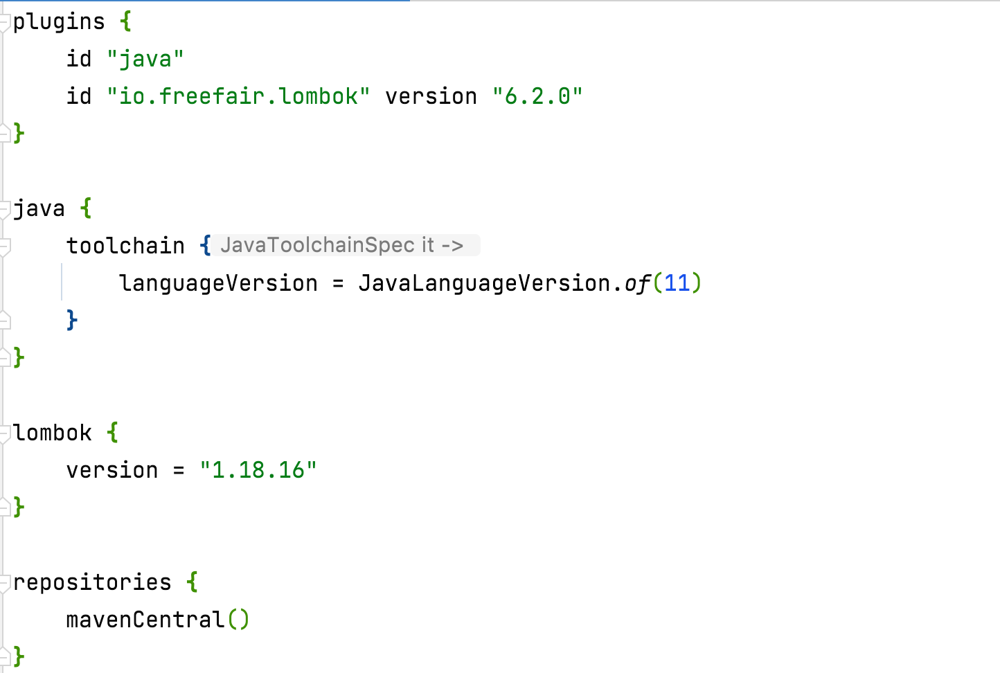 plugins {
    id "java"
    id "io.freefair.lombok" version "6.2.0"
}
java {
    toolchain { JavaToolchainSpec it ->
        languageVersion = JavaLanguageVersion.of(11)
    }
}
lombok {
    version = "1.18.16"
}
repositories {
    mavenCentral()
}